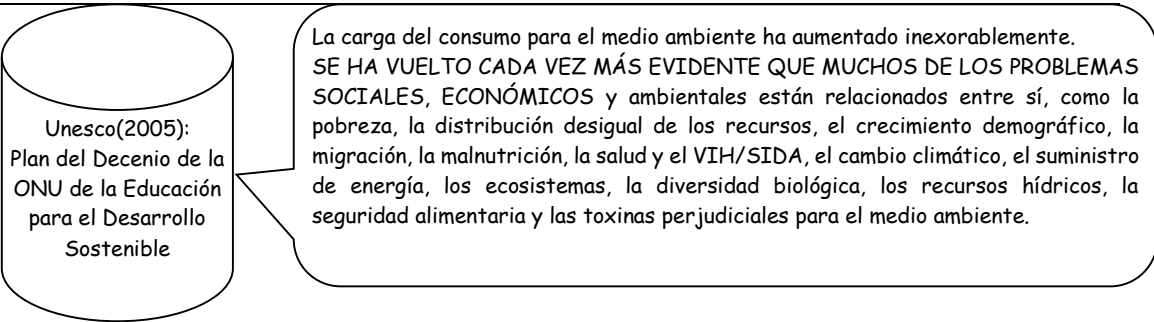 Unesco(2005):
Plan del Decenio de la
ONU de la Educación
para el Desarrollo
Sostenible
La carga del consumo para el medio ambiente ha aumentado inexorablemente.
SE HA VUELTO CADA VEZ MÁS EVIDENTE QUE MUCHOS DE LOS PROBLEMAS
SOCIALES, ECONÓMICOS y ambientales están relacionados entre sí, como la
pobreza, la distribución desigual de los recursos, el crecimiento demográfico, la
migración, la malnutrición, la salud y el VIH/SIDA, el cambio climático, el suministro
de energía, los ecosistemas, la diversidad biológica, los recursos hídricos, la
seguridad alimentaria y las toxinas perjudiciales para el medio ambiente.